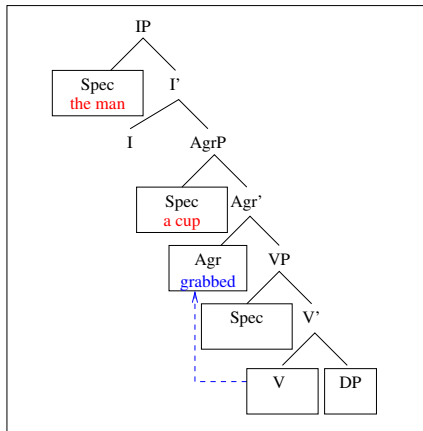 IP
Spec I'
the man
I AgrP
Spec Agr'
a cup
Agr VP
grabbed
Spec V'
V DP